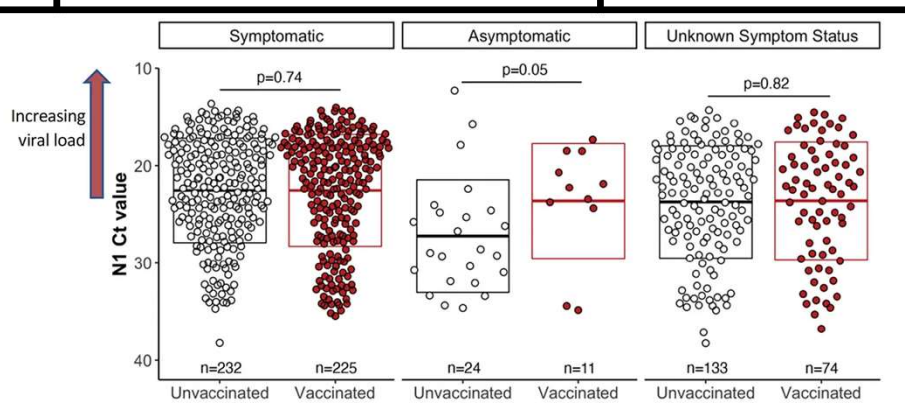 Symptomatic
Asymptomatic
Unknown Symptom Status
Increasing
viral load
N1 Ct value
10
20
30
40
p=0.74
p=0.05
p=0.82
n=232
n=225
n=24
n=11
n=133
n=74
Unvaccinated
Vaccinated
Unvaccinated
Vaccinated
Unvaccinated
Vaccinated